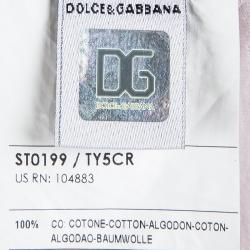 DOLCE&GABBANA
DG
DOLCE & GABBANA
ST0199 / TY5CR
US RN: 104883
100% CO: COTONE-COTTON-ALGODON-COTON-
ALGODAO-BAUMWOLLE